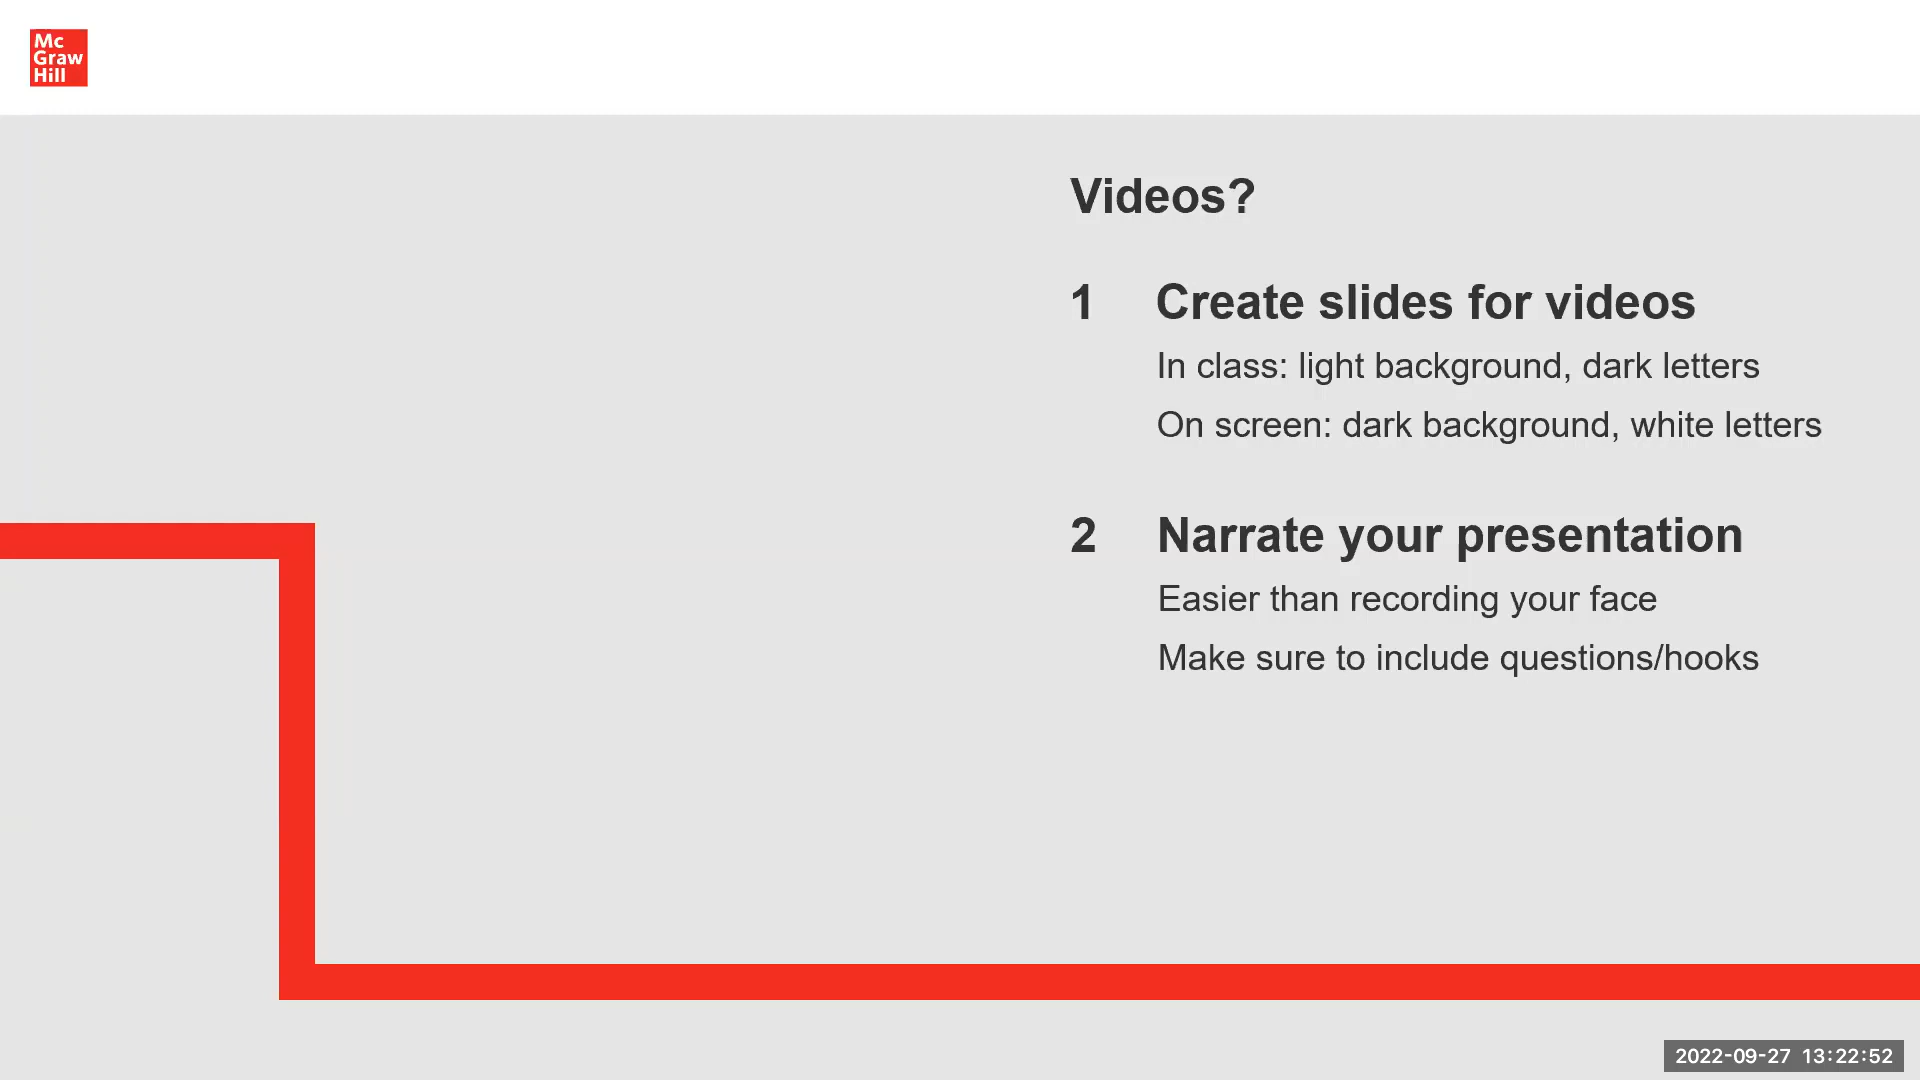 Mc
Graw
Hill
Videos?
1 Create slides for videos
In class: light background, dark letters
On screen: dark background, white letters
2 Narrate your presentation
Easier than recording your face
Make sure to include questions/hooks
2022-09-27 13:22:52